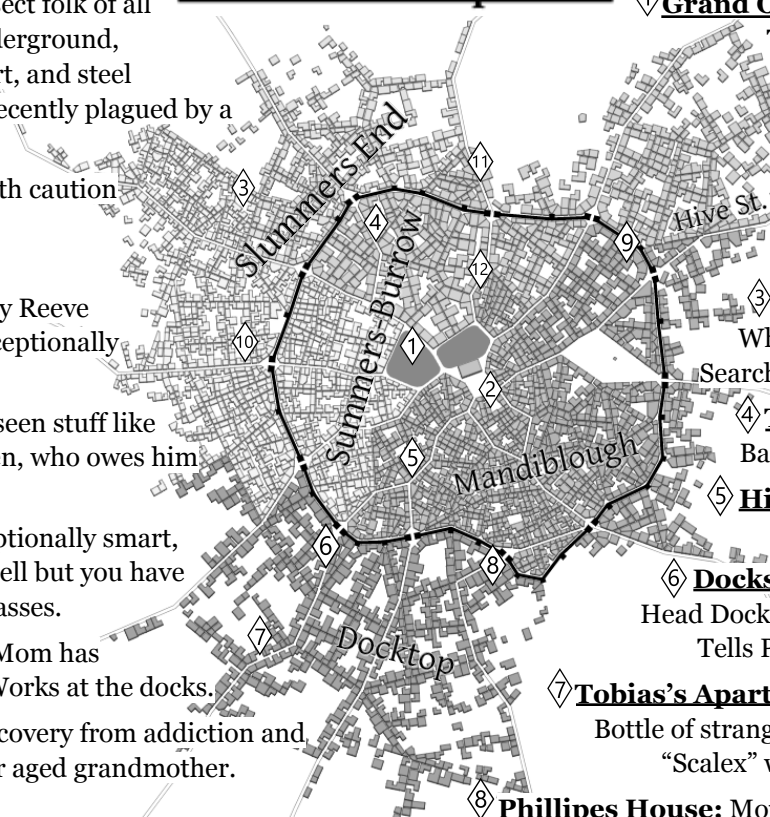 Grand
sect folk of all
derground,
rt, and steel
ecently plagued by a
th caution
y Reeve
ceptionally
seen stuff like
en, who owes him
ptionally smart,
ell but you have
asses.
Mom has
Works at the docks.
covery from addiction and
r aged grandmother.
Slummers End
Summers-Burrow
Mandiblough
Docktop
Hive St.
3
11
4
9
12
10
1
2
5
6
8
7
3
Wh
Search
4
Ba
5 Hi
6 Docks
Head Dock
Tells
7 Tobias's Apart
Bottle of strang
"Scalex" w
8 Phillipes House: Mo